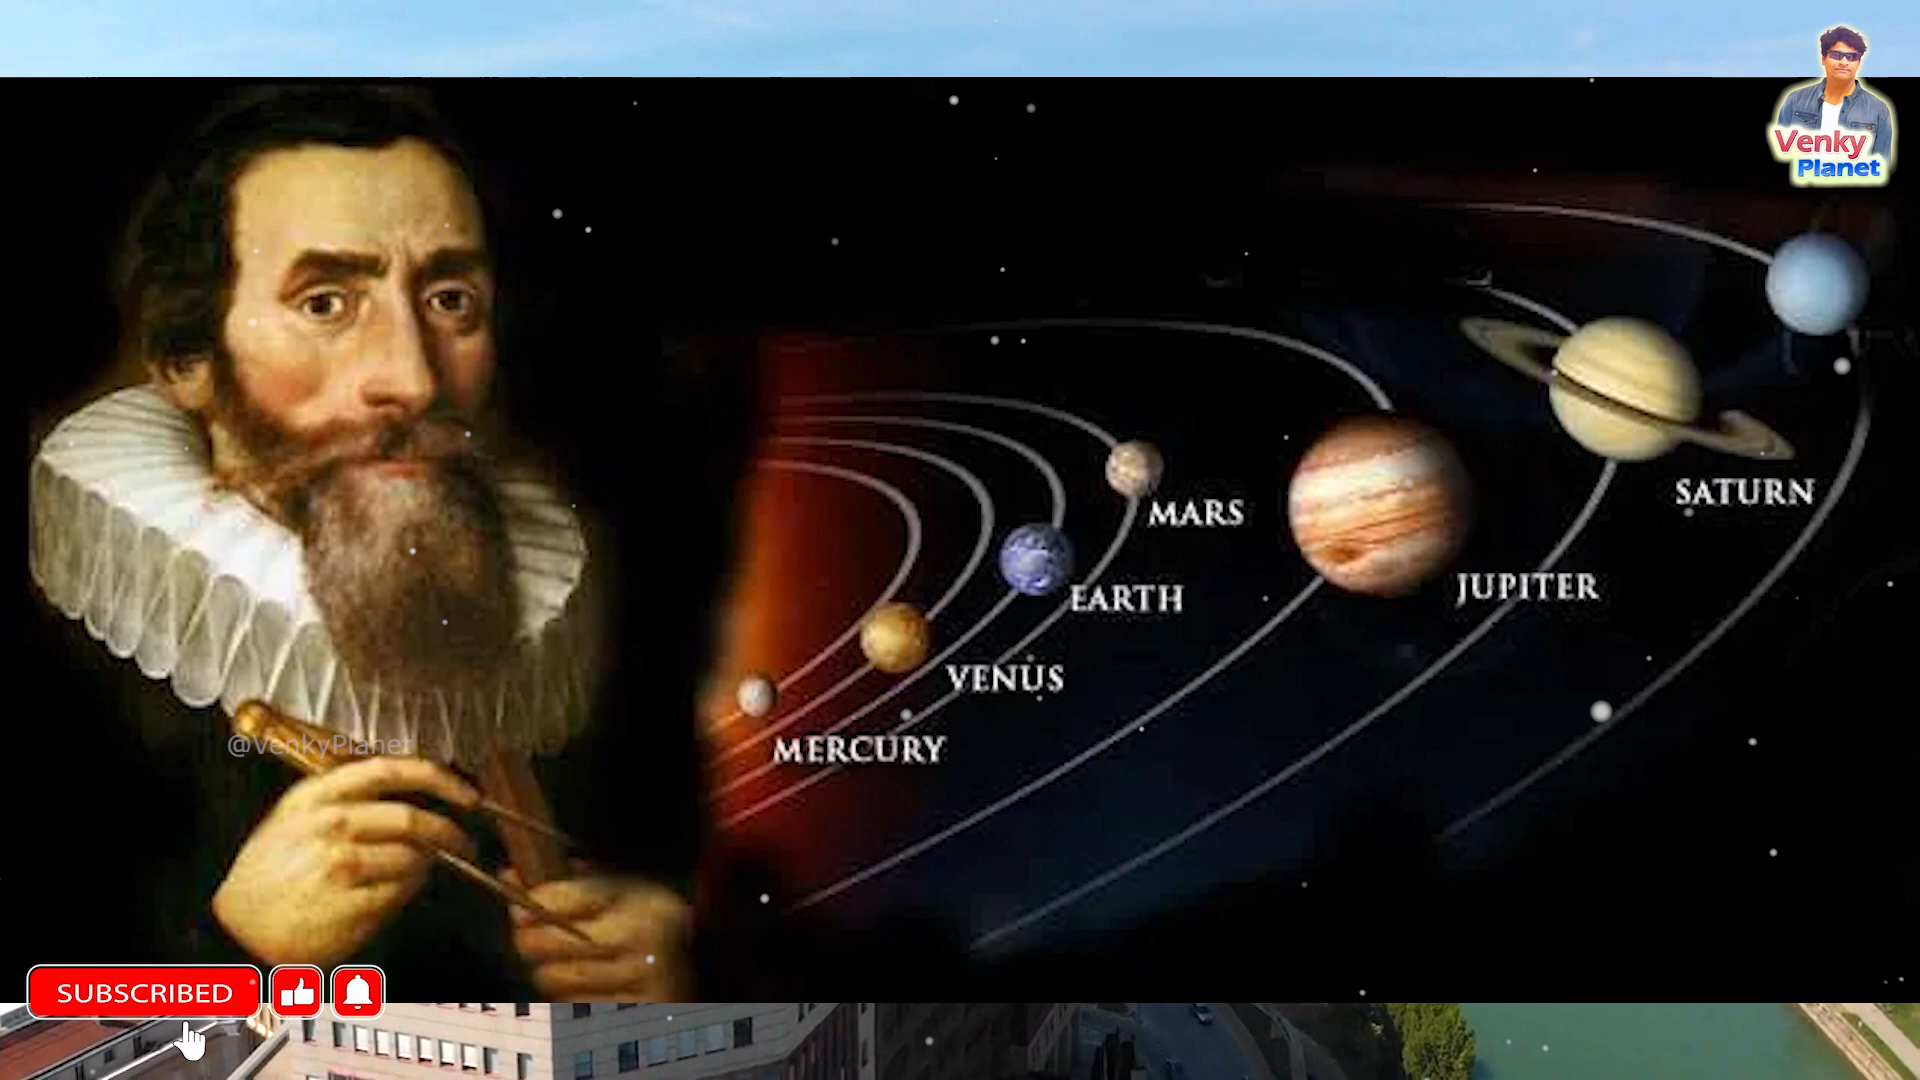 Venky
Planet
SATURN
MARS
JUPITER
EARTH
VENUS
@VenkyPlanet
MERCURY
SUBSCRIBED